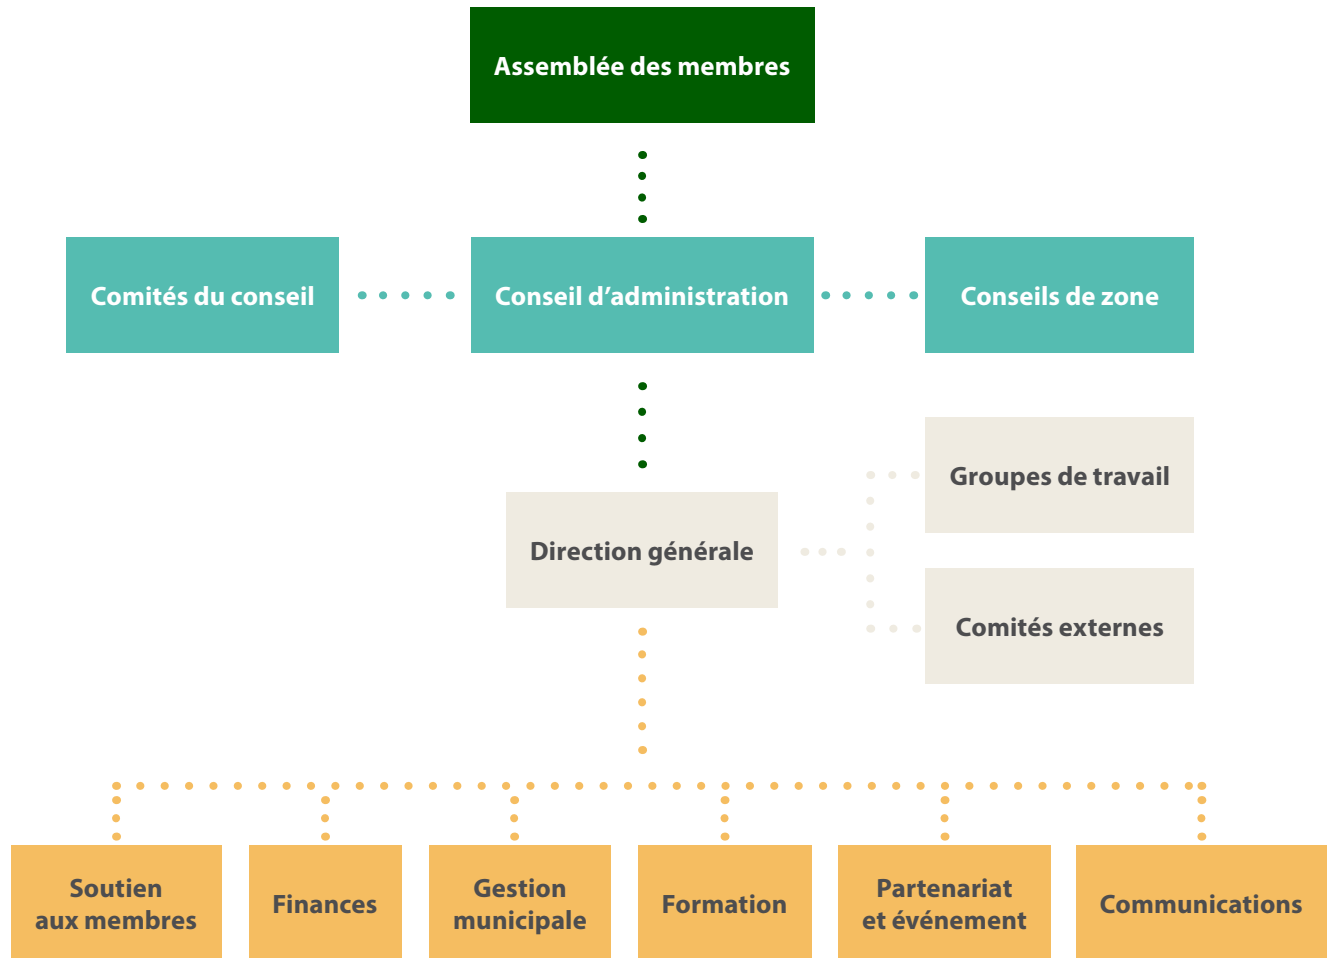 Assemblée des membres
Comités du conseil
Conseil d’administration
Conseils de zone
Groupes de travail
Direction générale
Comités externes
Soutien
aux membres
Finances
Gestion
municipale
Formation
Partenariat
et événement
Communications